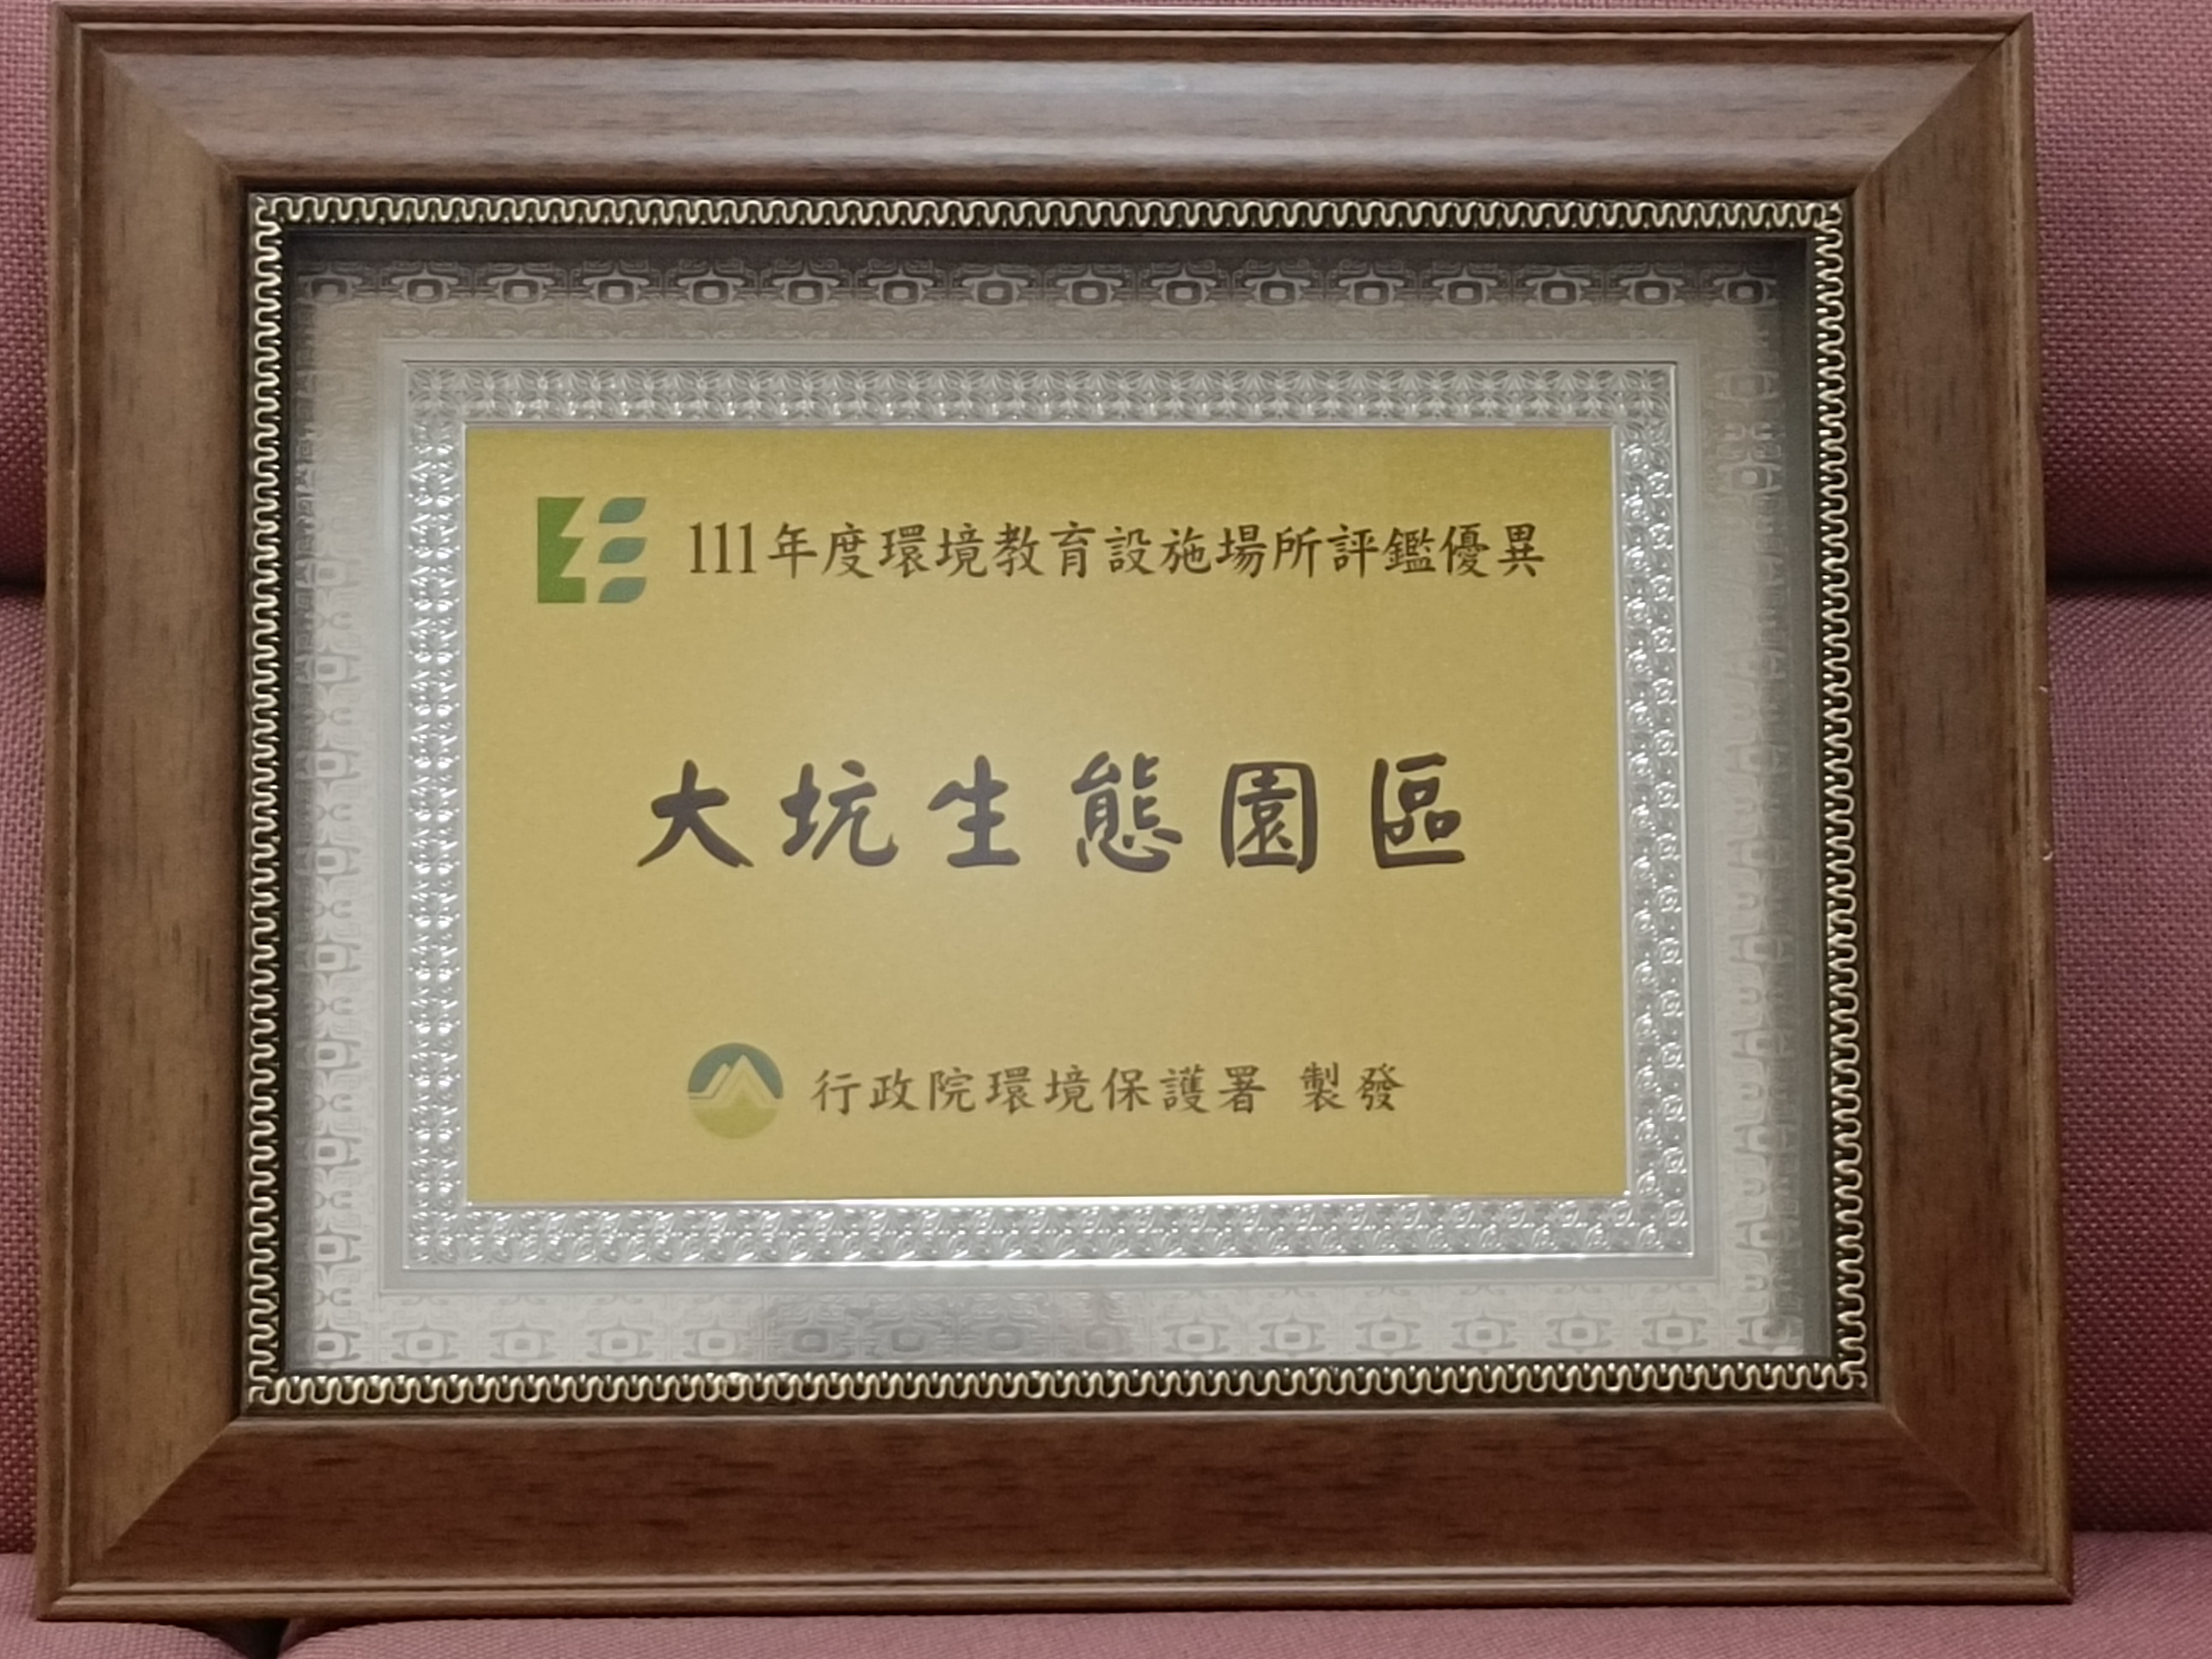 111年度環境教育設施場所評鑑優異
大坑生態園區
行政院環境保護署 製發